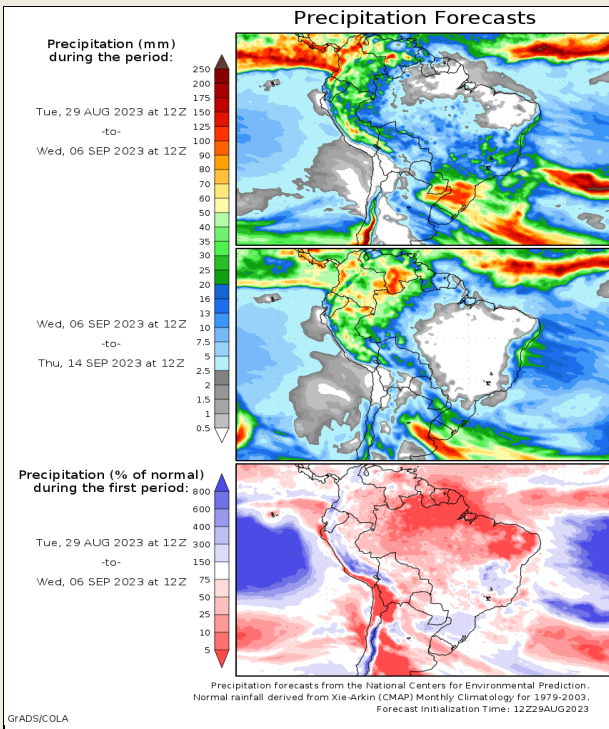 Precipitation Forecasts
Precipitation (mm)
during the period:
Tue, 29 AUG 2023 at 12Z
-to-
Wed, 06 SEP 2023 at 12Z
250
200
175
150
125
100
90
80
70
60
50
40
35
30
25
20
16
13
10
7.5
5
2.5
2
1.5
1
0.5
Wed, 06 SEP 2023 at 12Z
-to-
Thu, 14 SEP 2023 at 12Z
Precipitation (% of normal)
during the first period:
Tue, 29 AUG 2023 at 12Z
-to-
Wed, 06 SEP 2023 at 12Z
800
600
400
300
150
75
50
25
10
5
Precipitation forecasts from the National Centers for Environmental Prediction.
Normal rainfall derived from Xie-Arkin (CMAP) Monthly Climatology for 1979-2003.
Forecast Initialization Time: 12Z29AUG2023
GrADS/COLA